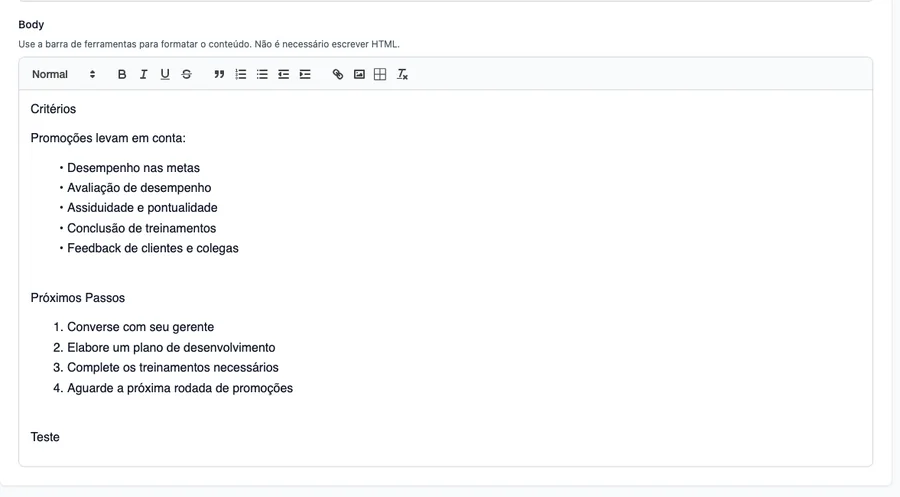 Body
Use a barra de ferramentas para formatar o conteúdo. Não é necessário escrever HTML.
Normal
Critérios
Promoções levam em conta:
• Desempenho nas metas
• Avaliação de desempenho
• Assiduidade e pontualidade
• Conclusão de treinamentos
• Feedback de clientes e colegas
Próximos Passos
1. Converse com seu gerente
2. Elabore um plano de desenvolvimento
3. Complete os treinamentos necessários
4. Aguarde a próxima rodada de promoções
Teste